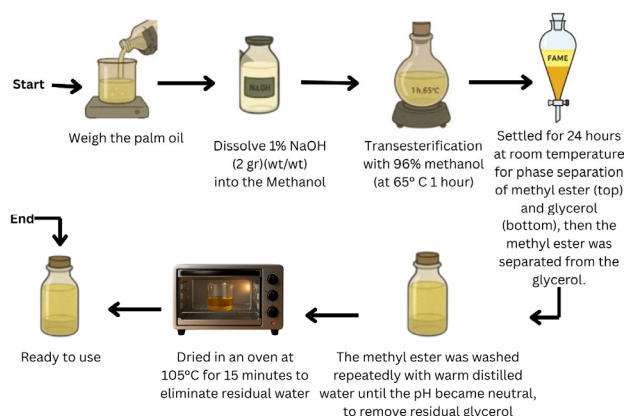 Start
Weigh the palm oil
NaOH
Dissolve 1% NaOH
(2 gr)(wt/wt)
into the Methanol
1h,65°C
Transesterification
with 96% methanol
(at 65º C 1 hour)
FAME
Settled for 24 hours
at room temperature
for phase separation
of methyl ester (top)
and glycerol
(bottom), then the
methyl ester was
separated from the
glycerol.
The methyl ester was washed
repeatedly with warm distilled
water until the pH became neutral,
to remove residual glycerol
Dried in an oven at
105ºC for 15 minutes to
eliminate residual water
End
Ready to use